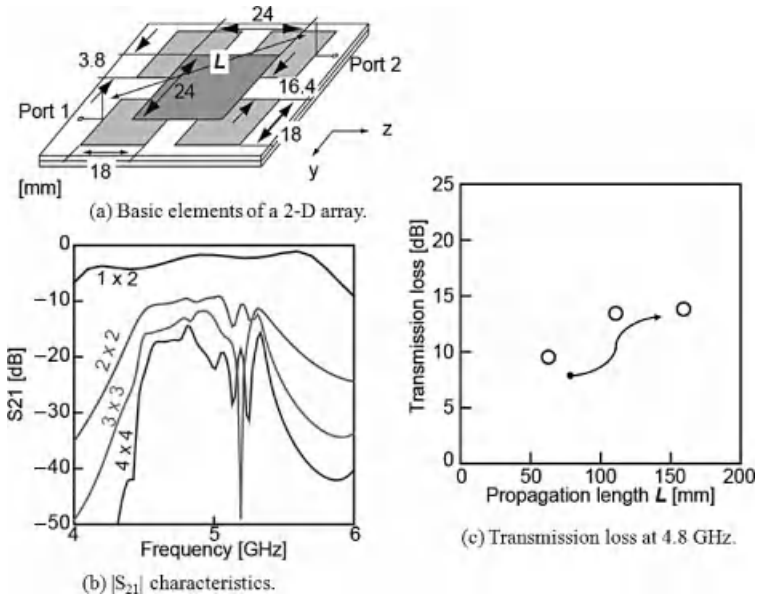 24
3.8
L
Port 2
24
16.4
Port 1
18
z
18
y
[mm]
(a) Basic elements of a 2-D array.
0
1 x 2
−10
2 x 2
−20
3 x 3
−30
4 x 4
−40
−50
S21 [dB]
4
5
6
Frequency [GHz]
(b) |S21| characteristics.
25
20
15
10
5
0
Transmission loss [dB]
0
50
100
150
200
Propagation length L [mm]
(c) Transmission loss at 4.8 GHz.